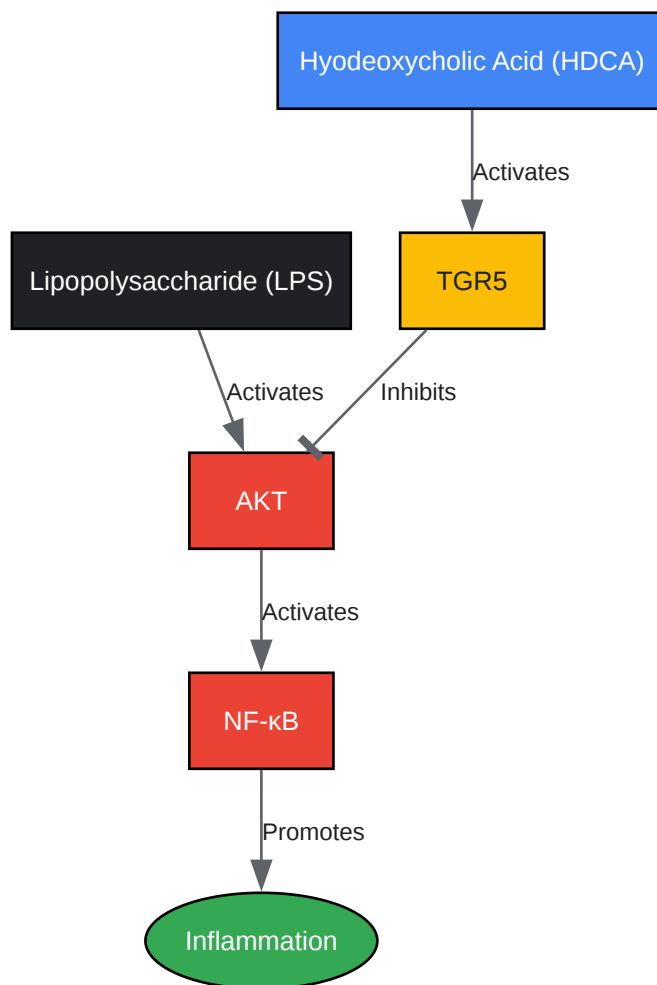 Hyodeoxycholic Acid (HDCA)
Activates
Lipopolysaccharide (LPS)
TGR5
Activates
Inhibits
AKT
Activates
NF-κB
Promotes
Inflammation